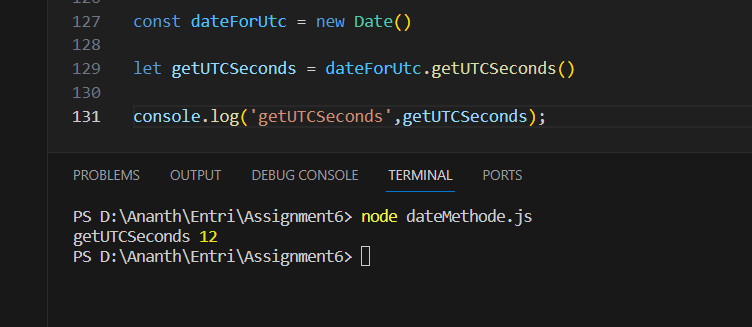 127 const dateForUtc = new Date()
128
129 let getUTCSeconds = dateForUtc.getUTCSeconds()
130
131 console.log('getUTCSeconds',getUTCSeconds);
PROBLEMS OUTPUT DEBUG CONSOLE TERMINAL PORTS
PS D:\Ananth\Entri\Assignment6> node dateMethode.js
getUTCSeconds 12
PS D:\Ananth\Entri\Assignment6>